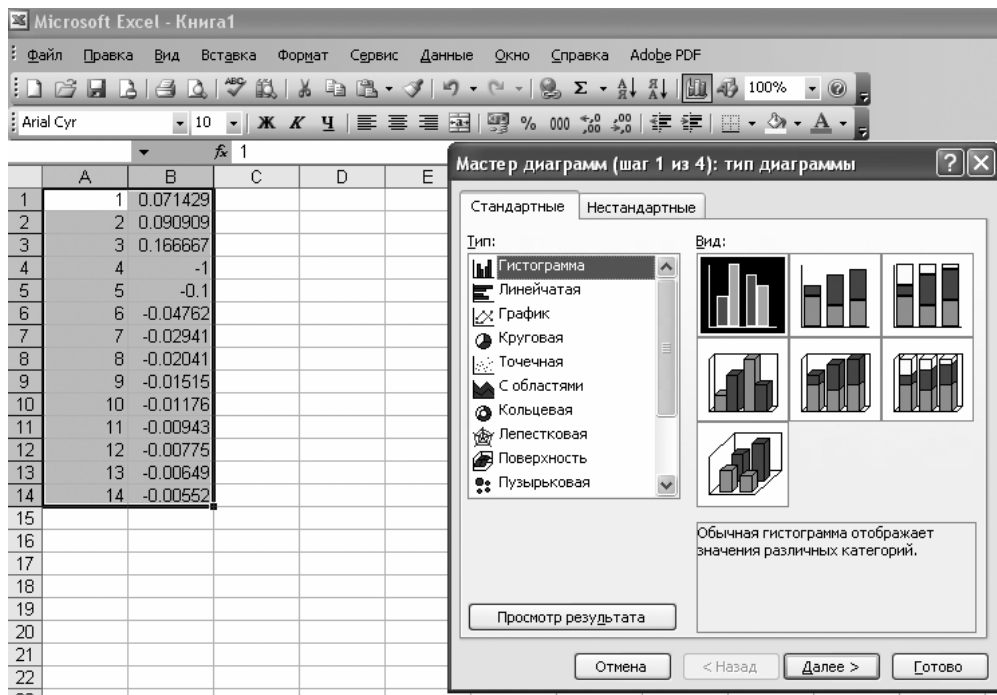 Microsoft Excel - Книга1
Файл Правка Вид Вставка Формат Сервис Данные Окно Справка Adobe PDF
100%
Arial Cyr 10 Ж К Ч % 000
fx 1
A B C D E
1 1 0.071429
2 2 0.090909
3 3 0.166667
4 4 -1
5 5 -0.1
6 6 -0.04762
7 7 -0.02941
8 8 -0.02041
9 9 -0.01515
10 10 -0.01176
11 11 -0.00943
12 12 -0.00775
13 13 -0.00649
14 14 -0.00552
15
16
17
18
19
20
21
22
Мастер диаграмм (шаг 1 из 4): тип диаграммы
Стандартные Нестандартные
Тип:
Гистограмма
Линейчатая
График
Круговая
Точечная
С областями
Кольцевая
Лепестковая
Поверхность
Пузырьковая
Вид:
Обычная гистограмма отображает
значения различных категорий.
Просмотр результата
Отмена < Назад Далее > Готово